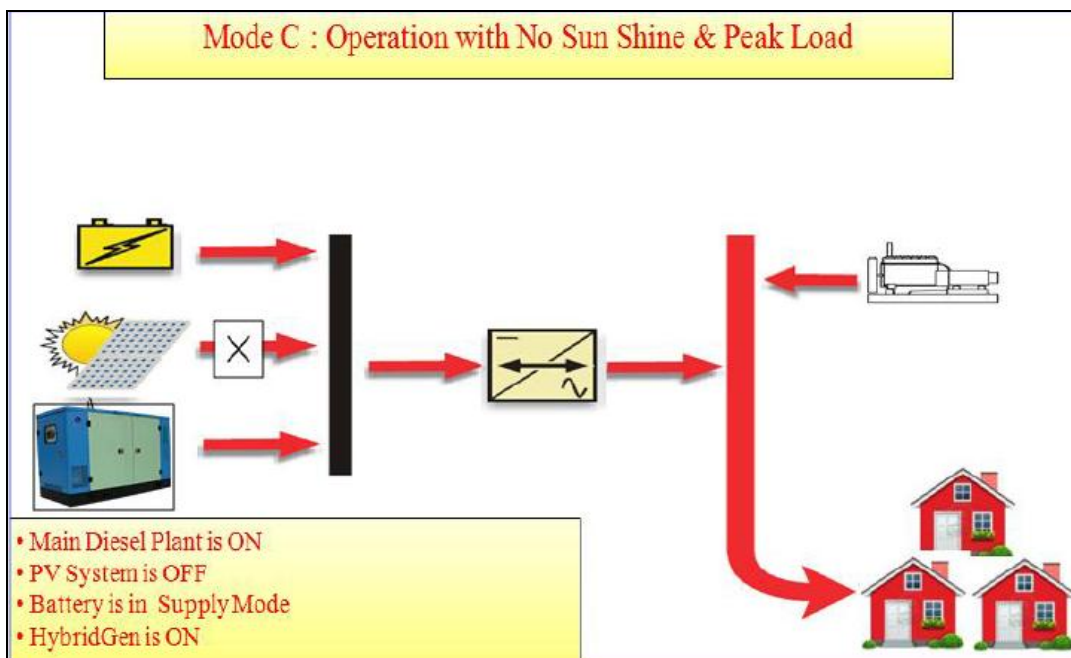 Mode C : Operation with No Sun Shine & Peak Load
X
• Main Diesel Plant is ON
• PV System is OFF
• Battery is in Supply Mode
• HybridGen is ON